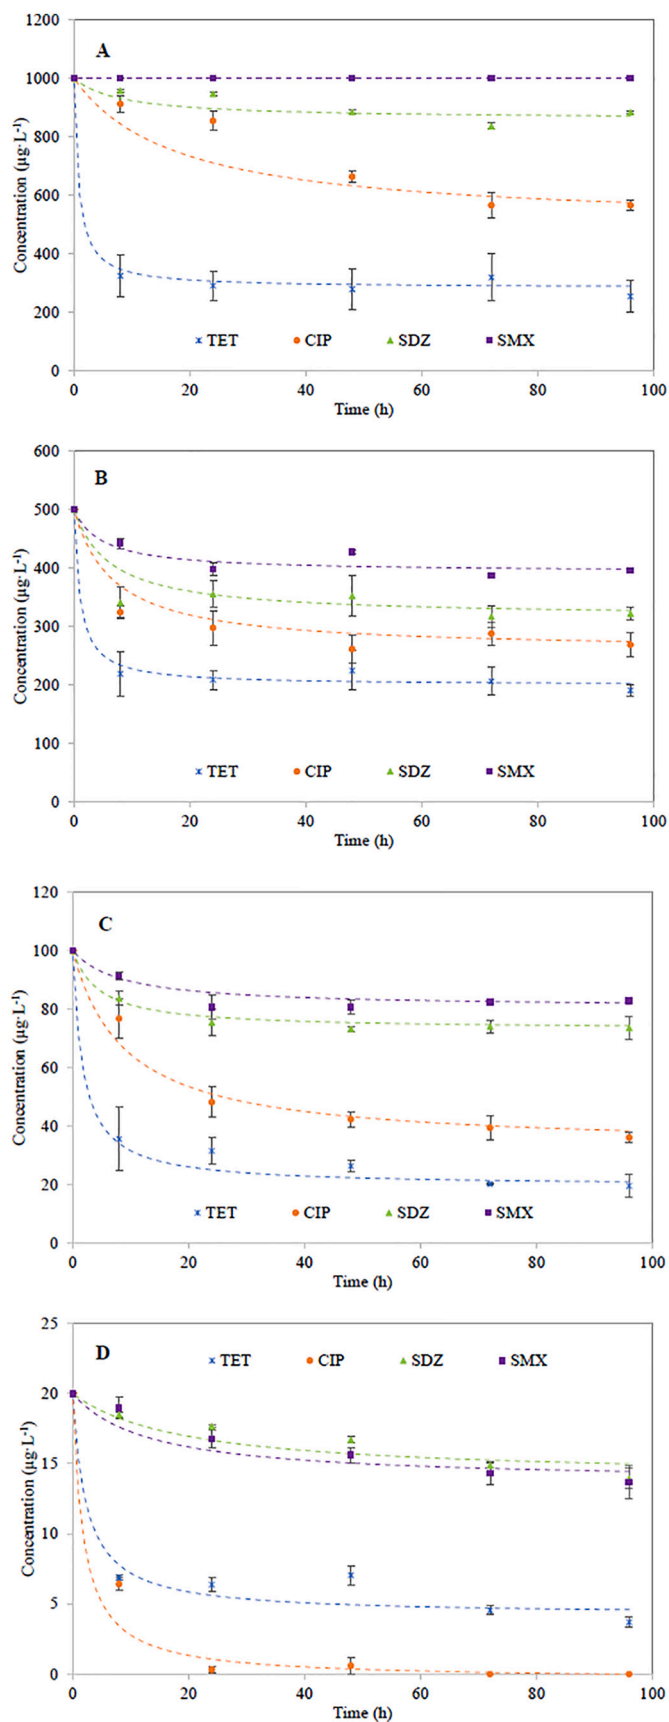 A
Concentration (µg·L-1)
1200
1000
800
600
400
200
0
TET CIP SDZ SMX
0 20 40 60 80 100
Time (h)
B
Concentration (µg·L-1)
600
500
400
300
200
100
0
TET CIP SDZ SMX
0 20 40 60 80 100
Time (h)
C
Concentration (µg·L-1)
120
100
80
60
40
20
0
TET CIP SDZ SMX
0 20 40 60 80 100
Time (h)
D
Concentration (µg·L-1)
25
20
15
10
5
0
TET CIP SDZ SMX
0 20 40 60 80 100
Time (h)